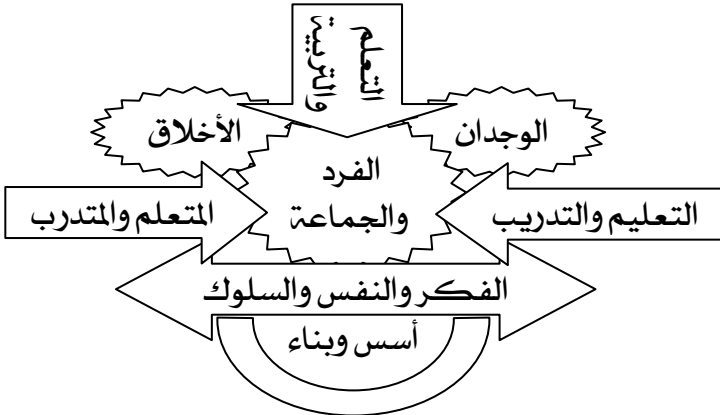 التعلم
والتربية
الوجدان
الأخلاق
الفرد
والجماعة
التعليم والتدريب
المتعلم والمتدرب
الفكر والنفس والسلوك
أسس وبناء